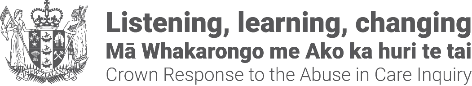 Listening, learning, changing
Mā Whakarongo me Ako ka huri te tai
Crown Response to the Abuse in Care Inquiry